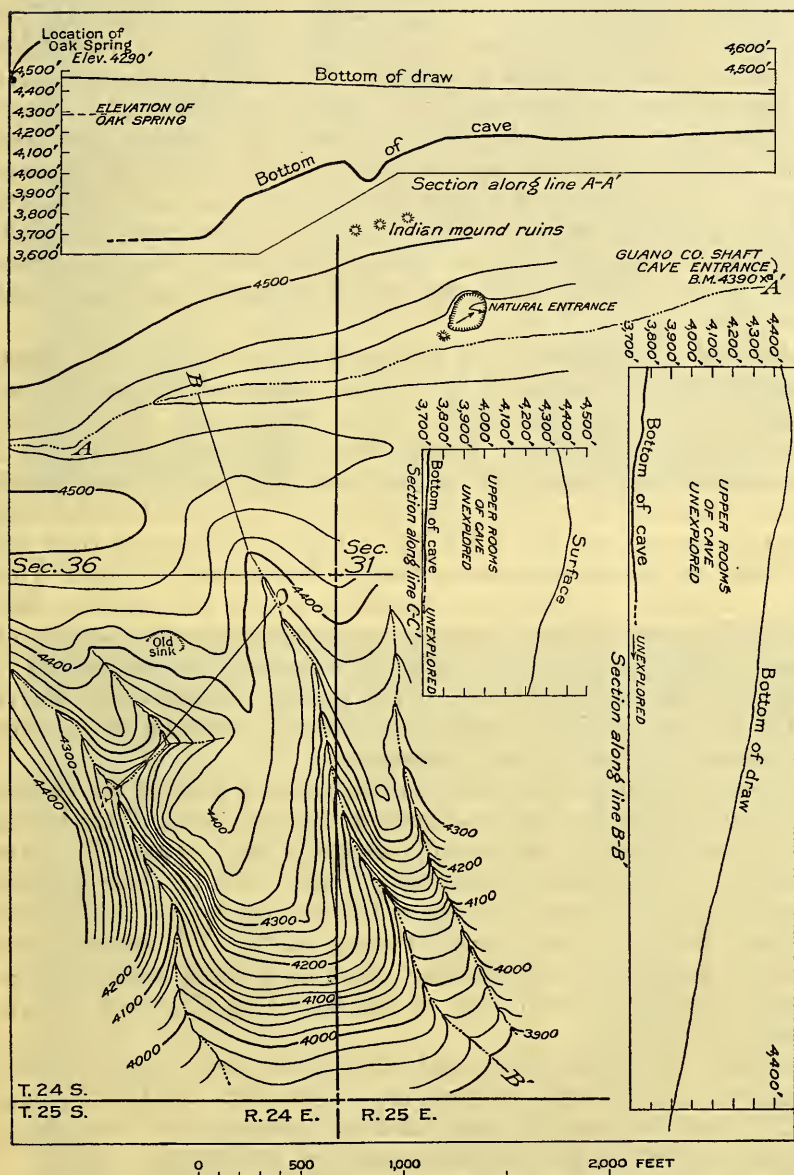 Location of
Oak Spring
Elev. 4290'
4,500'
4,400'
4,300'
4,200'
4,100'
4,000'
3,900'
3,800'
3,700'
3,600'
ELEVATION OF
OAK SPRING
4,600'
4,500'
Bottom of draw
Bottom of cave
Section along line A-A'
Indian mound ruins
GUANO CO. SHAFT
CAVE ENTRANCE
B.M. 4390 x
A'
4500
NATURAL ENTRANCE
B
A
4500
Sec. 36
Sec.
31
4400
C
Old
sink
4400
4300
4400
4400
4300
4300
4200
4200
4100
4100
4000
4000
3900
4200
4100
4000
B'
3,700'
3,800'
3,900'
4,000'
4,100'
4,200'
4,300'
4,400'
4,500'
Bottom of cave
UNEXPLORED
UPPER ROOMS
OF CAVE
UNEXPLORED
Surface
Section along line C-C'
3,700'
3,800'
3,900'
4,000'
4,100'
4,200'
4,300'
4,400'
Bottom of cave
UNEXPLORED
UPPER ROOMS
OF CAVE
UNEXPLORED
Bottom of draw
Section along line B-B'
4,400'
T. 24 S.
T. 25 S.
R. 24 E.
R. 25 E.
0 500 1,000 2,000 FEET